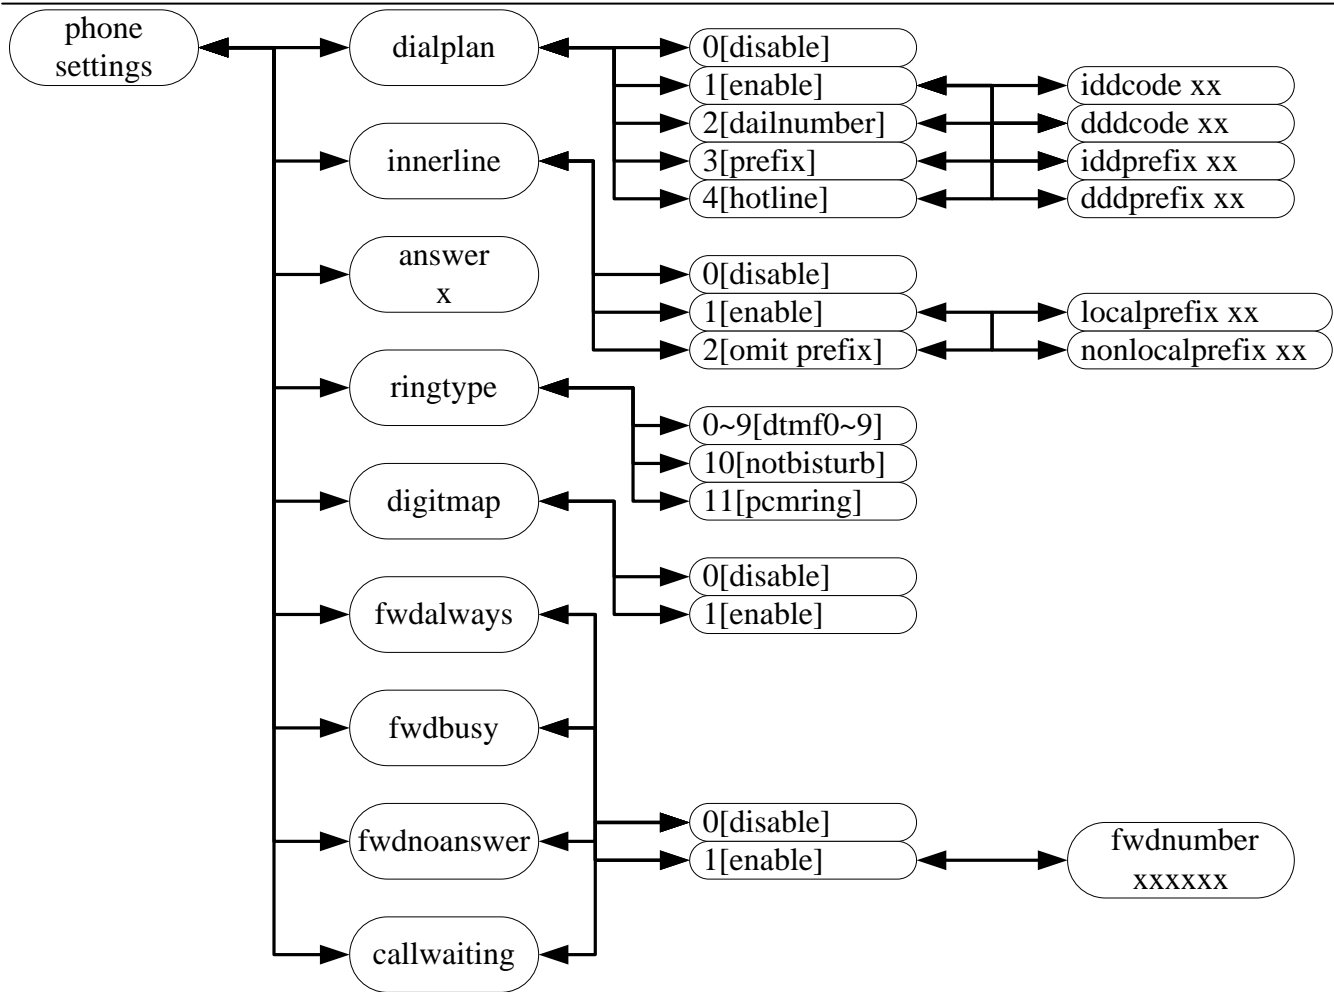 phone
settings
dialplan
0[disable]
1[enable]
2[dailnumber]
3[prefix]
4[hotline]
iddcode xx
dddcode xx
iddprefix xx
dddprefix xx
innerline
0[disable]
1[enable]
2[omit prefix]
localprefix xx
nonlocalprefix xx
answer
x
ringtype
0~9[dtmf0~9]
10[notbisturb]
11[pcmring]
digitmap
0[disable]
1[enable]
fwdalways
fwdbusy
fwdnoanswer
callwaiting
0[disable]
1[enable]
fwdnumber
xxxxxx